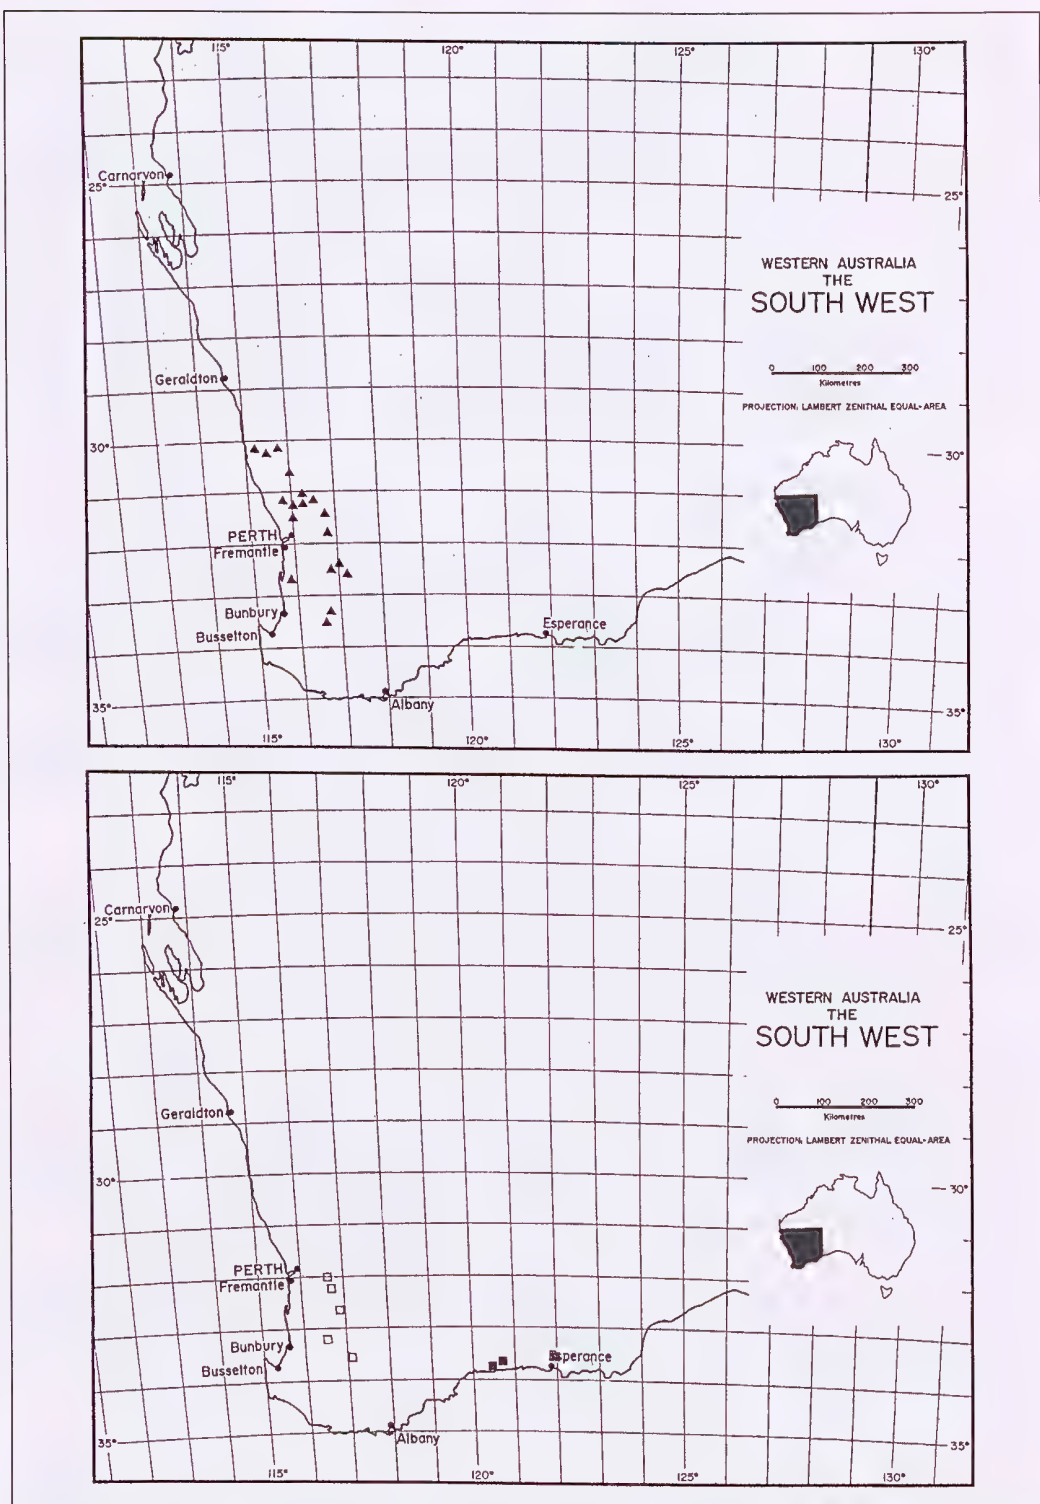 115° 120° 125° 130°
Carnarvon
25° 25°
WESTERN AUSTRALIA
THE
SOUTH WEST
0 100 200 300
Kilometres
Geraldton
PROJECTION: LAMBERT ZENITHAL EQUAL-AREA
30° 30°
PERTH
Fremantle
Bunbury
Esperance
Busselton
Albany
35° 35°
115° 120° 125° 130°
115° 120° 125° 130°
Carnarvon
25° 25°
WESTERN AUSTRALIA
THE
SOUTH WEST
0 100 200 300
Kilometres
Geraldton
PROJECTION: LAMBERT ZENITHAL EQUAL-AREA
30° 30°
PERTH
Fremantle
Bunbury
Esperance
Busselton
Albany
35° 35°
115° 120° 125° 130°